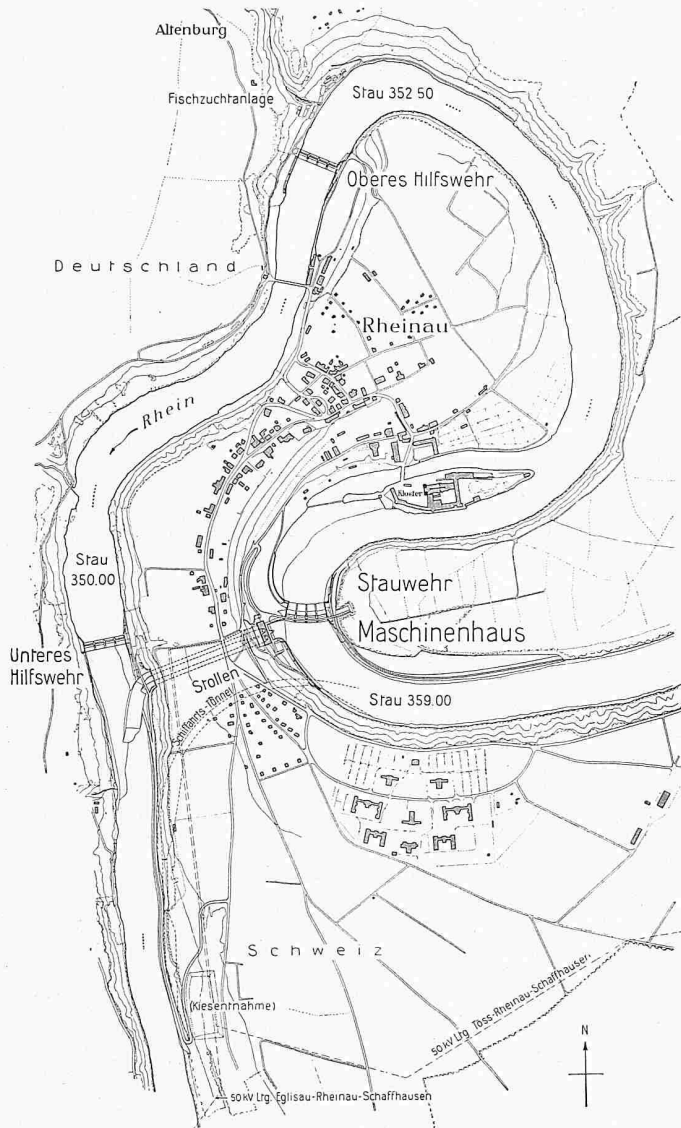 Altenburg
Fischzuchtanlage
Stau 352 50
Oberes Hilfswehr
Deutschland
Rheinau
Rhein
Kloster
Stau
350.00
Stauwehr
Maschinenhaus
Unteres
Hilfswehr
Stollen
Schiffahrts-Tunnel
Stau 359.00
Schweiz
(Kiesentnahme)
50 kV Ltg. Töss-Rheinau-Schaffhausen
N
50 kV Ltg. Eglisau-Rheinau-Schaffhausen